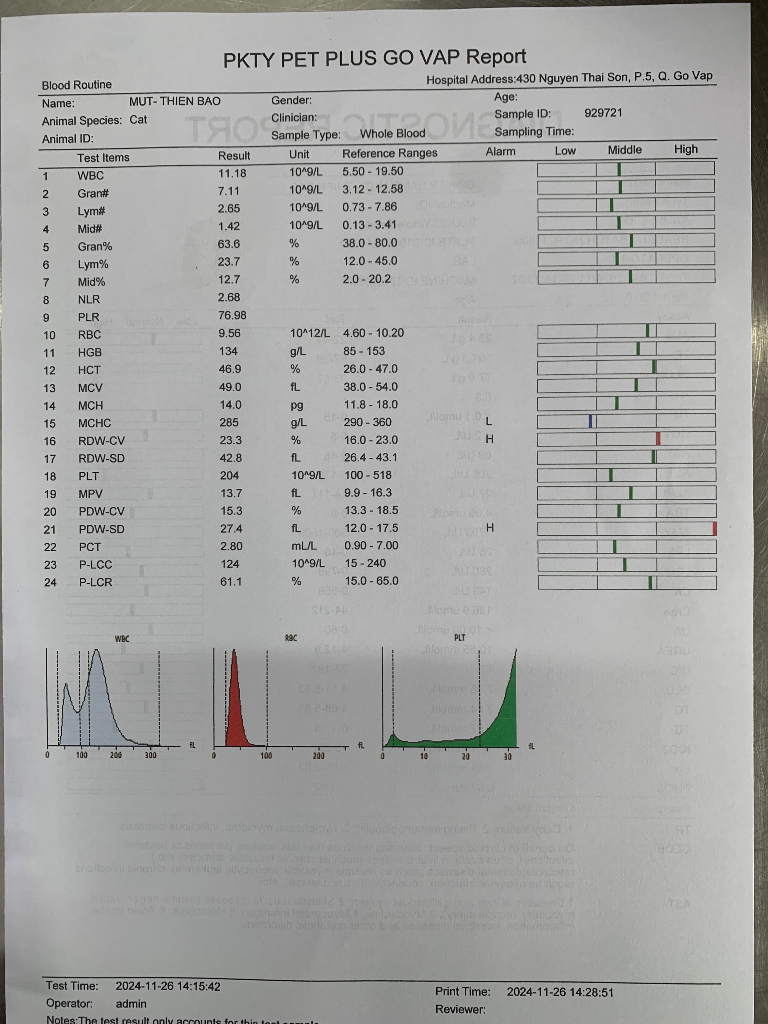 PKTY PET PLUS GO VAP Report
Blood Routine Hospital Address:430 Nguyen Thai Son, P.5, Q. Go Vap
Name: MUT- THIEN BAO Gender: Age:
Animal Species: Cat Clinician: Sample ID: 929721
Animal ID: Sample Type: Whole Blood Sampling Time:
Test Items Result Unit Reference Ranges Alarm Low Middle High
1 WBC 11.18 10^9/L 5.50 - 19.50
2 Gran# 7.11 10^9/L 3.12 - 12.58
3 Lym# 2.65 10^9/L 0.73 - 7.86
4 Mid# 1.42 10^9/L 0.13 - 3.41
5 Gran% 63.6 % 38.0 - 80.0
6 Lym% 23.7 % 12.0 - 45.0
7 Mid% 12.7 % 2.0 - 20.2
8 NLR 2.68
9 PLR 76.98
10 RBC 9.56 10^12/L 4.60 - 10.20
11 HGB 134 g/L 85 - 153
12 HCT 46.9 % 26.0 - 47.0
13 MCV 49.0 fL 38.0 - 54.0
14 MCH 14.0 pg 11.8 - 18.0
15 MCHC 285 g/L 290 - 360 L
16 RDW-CV 23.3 % 16.0 - 23.0 H
17 RDW-SD 42.8 fL 26.4 - 43.1
18 PLT 204 10^9/L 100 - 518
19 MPV 13.7 fL 9.9 - 16.3
20 PDW-CV 15.3 % 13.3 - 18.5
21 PDW-SD 27.4 fL 12.0 - 17.5 H
22 PCT 2.80 mL/L 0.90 - 7.00
23 P-LCC 124 10^9/L 15 - 240
24 P-LCR 61.1 % 15.0 - 65.0
WBC RBC PLT
0 100 200 300 fL 0 100 200 fL 0 10 20 30 fL
Test Time: 2024-11-26 14:15:42 Print Time: 2024-11-26 14:28:51
Operator: admin Reviewer:
Notes:The test result only accounts for this test sample